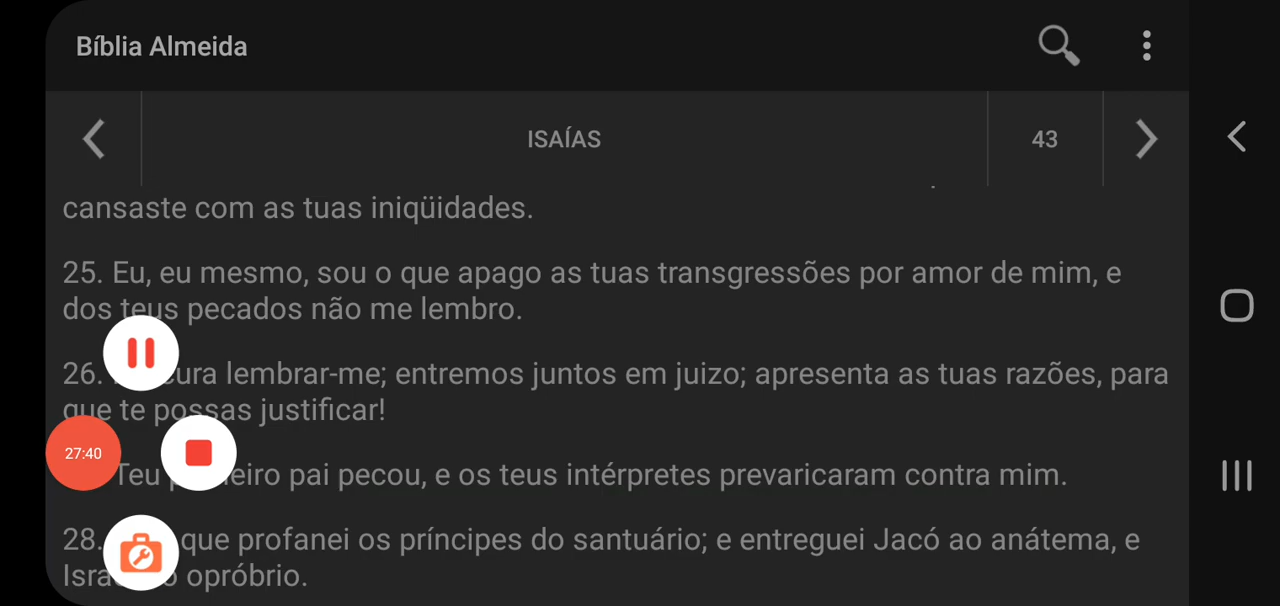 Bíblia Almeida
ISAÍAS
43
cansaste com as tuas iniqüidades.
25. Eu, eu mesmo, sou o que apago as tuas transgressões por amor de mim, e
dos teus pecados não me lembro.
26. lembrar-me; entremos juntos em juizo; apresenta as tuas razões, para
que te possas justificar!
27:40
Teu pai pecou, e os teus intérpretes prevaricaram contra mim.
28. que profanei os príncipes do santuário; e entreguei Jacó ao anátema, e
opróbrio.